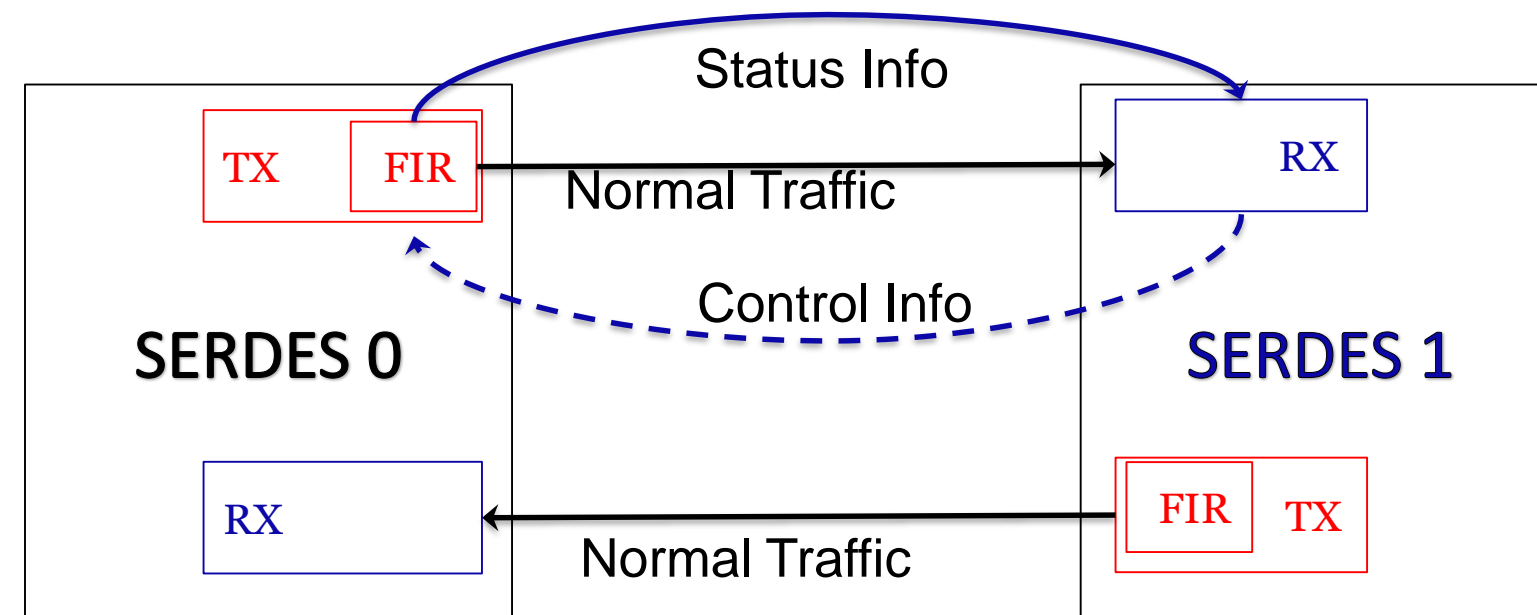 Status Info
TX FIR
RX
Normal Traffic
Control Info
SERDES 0
SERDES 1
RX
FIR TX
Normal Traffic